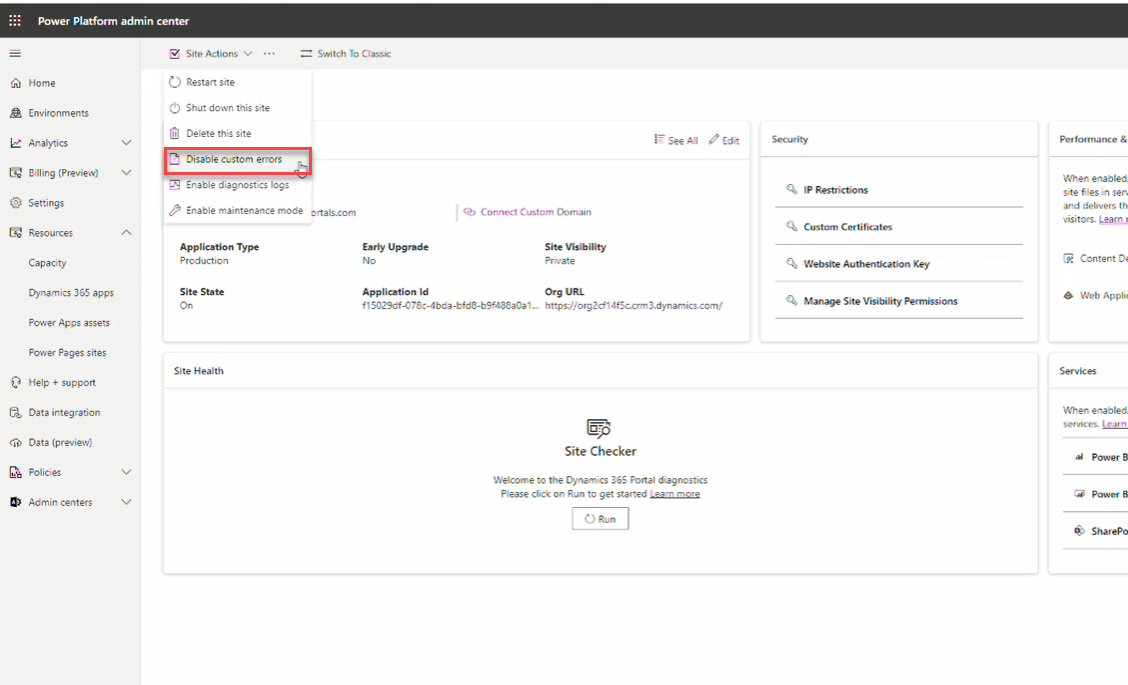 Power Platform admin center
Site Actions
Switch To Classic
Home
Environments
Analytics
Billing (Preview)
Settings
Resources
Capacity
Dynamics 365 apps
Power Apps assets
Power Pages sites
Help + support
Data integration
Data (preview)
Policies
Admin centers
Restart site
Shut down this site
Delete this site
Disable custom errors
Enable diagnostics logs
Enable maintenance mode
See All
Edit
ortals.com
Connect Custom Domain
Application Type
Production
Early Upgrade
No
Site Visibility
Private
Site State
On
Application Id
f15029df-078c-4bda-bfd8-b9f488a0a1...
Org URL
https://org2cf14f5c.crm3.dynamics.com/
Security
IP Restrictions
Custom Certificates
Website Authentication Key
Manage Site Visibility Permissions
Performance &
When enabled,
site files in serv
and delivers th
visitors. Learn
Content De
Web Applic
Site Health
Site Checker
Welcome to the Dynamics 365 Portal diagnostics
Please click on Run to get started Learn more
Run
Services
When enabled,
services. Learn
Power B
Power B
SharePo